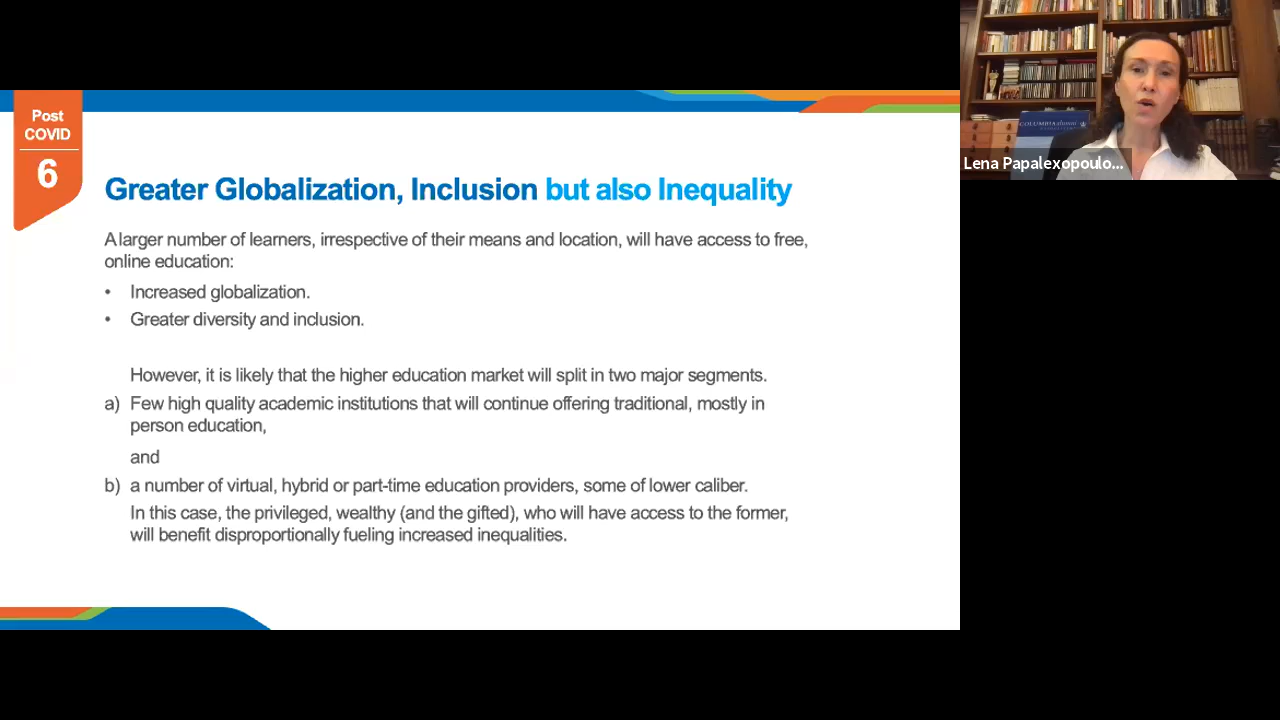 Post
COVID
6
Greater Globalization, Inclusion but also Inequality
A larger number of learners, irrespective of their means and location, will have access to free,
online education:
• Increased globalization.
• Greater diversity and inclusion.
However, it is likely that the higher education market will split in two major segments.
a) Few high quality academic institutions that will continue offering traditional, mostly in
person education,
and
b) a number of virtual, hybrid or part-time education providers, some of lower caliber.
In this case, the privileged, wealthy (and the gifted), who will have access to the former,
will benefit disproportionally fueling increased inequalities.
COLUMBIA alumni
Lena Papalexopoulo...